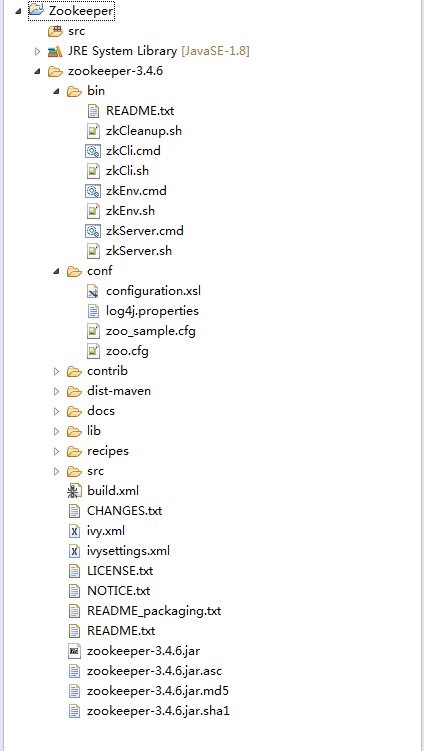 Zookeeper
src
JRE System Library [JavaSE-1.8]
zookeeper-3.4.6
bin
README.txt
zkCleanup.sh
zkCli.cmd
zkCli.sh
zkEnv.cmd
zkEnv.sh
zkServer.cmd
zkServer.sh
conf
configuration.xsl
log4j.properties
zoo_sample.cfg
zoo.cfg
contrib
dist-maven
docs
lib
recipes
src
build.xml
CHANGES.txt
ivy.xml
ivysettings.xml
LICENSE.txt
NOTICE.txt
README_packaging.txt
README.txt
zookeeper-3.4.6.jar
zookeeper-3.4.6.jar.asc
zookeeper-3.4.6.jar.md5
zookeeper-3.4.6.jar.sha1